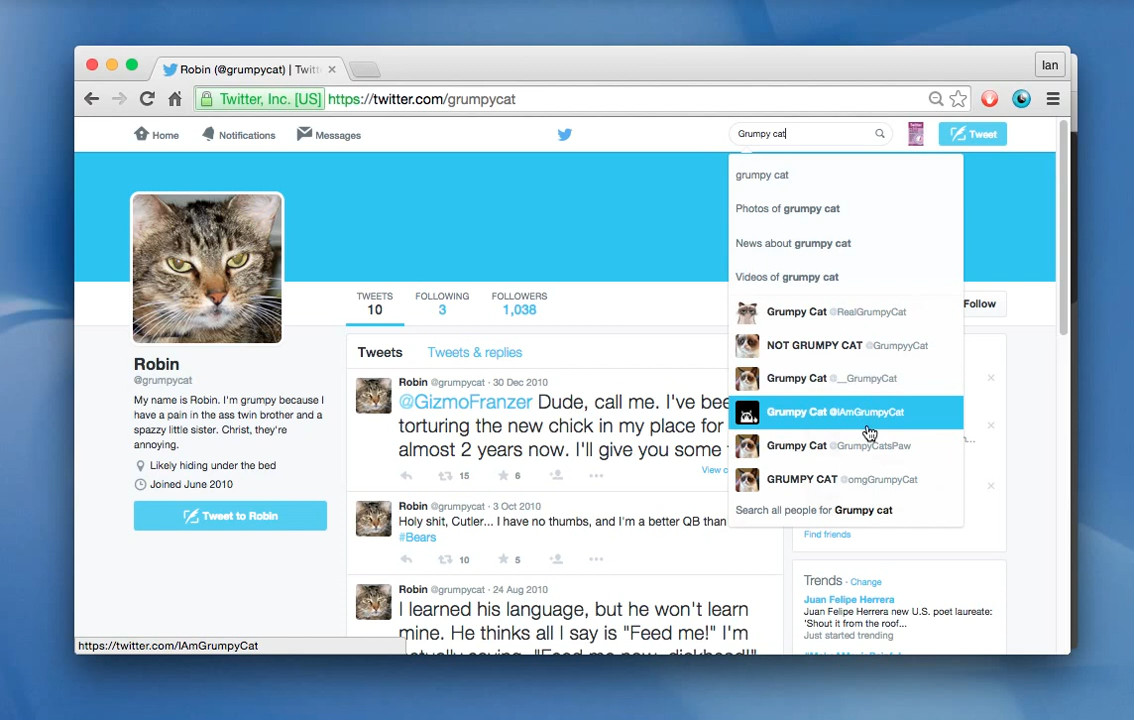 Robin (@grumpycat) | Twitt
Ian
Twitter, Inc. [US] https://twitter.com/grumpycat
Home
Notifications
Messages
Grumpy cat
Tweet
grumpy cat
Photos of grumpy cat
News about grumpy cat
Videos of grumpy cat
Grumpy Cat @RealGrumpyCat
NOT GRUMPY CAT @GrumpyyCat
Grumpy Cat @__GrumpyCat
Grumpy Cat @IAmGrumpyCat
Grumpy Cat @GrumpyCatsPaw
GRUMPY CAT @omgGrumpyCat
Search all people for Grumpy cat
TWEETS
10
FOLLOWING
3
FOLLOWERS
1,038
Follow
Robin
@grumpycat
My name is Robin. I'm grumpy because I
have a pain in the ass twin brother and a
spazzy little sister. Christ, they're
annoying.
Likely hiding under the bed
Joined June 2010
Tweet to Robin
Tweets
Tweets & replies
Robin @grumpycat · 30 Dec 2010
@GizmoFranzer Dude, call me. I've bee
torturing the new chick in my place for
almost 2 years now. I'll give you some
View c
15
6
Robin @grumpycat · 3 Oct 2010
Holy shit, Cutler... I have no thumbs, and I'm a better QB than
#Bears
10
5
Robin @grumpycat · 24 Aug 2010
I learned his language, but he won't learn
mine. He thinks all I say is "Feed me!" I'm
Find friends
Trends · Change
Juan Felipe Herrera
Juan Felipe Herrera new U.S. poet laureate:
'Shout it from the roof...
Just started trending
https://twitter.com/IAmGrumpyCat